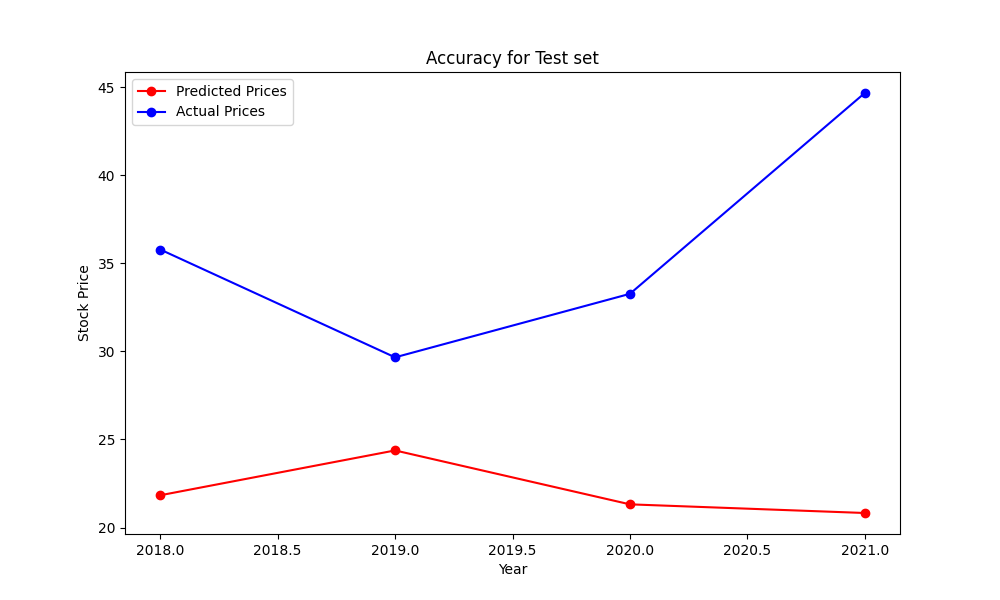 Accuracy for Test set
Predicted Prices
Actual Prices
45
40
35
30
25
20
Stock Price
2018.0 2018.5 2019.0 2019.5 2020.0 2020.5 2021.0
Year